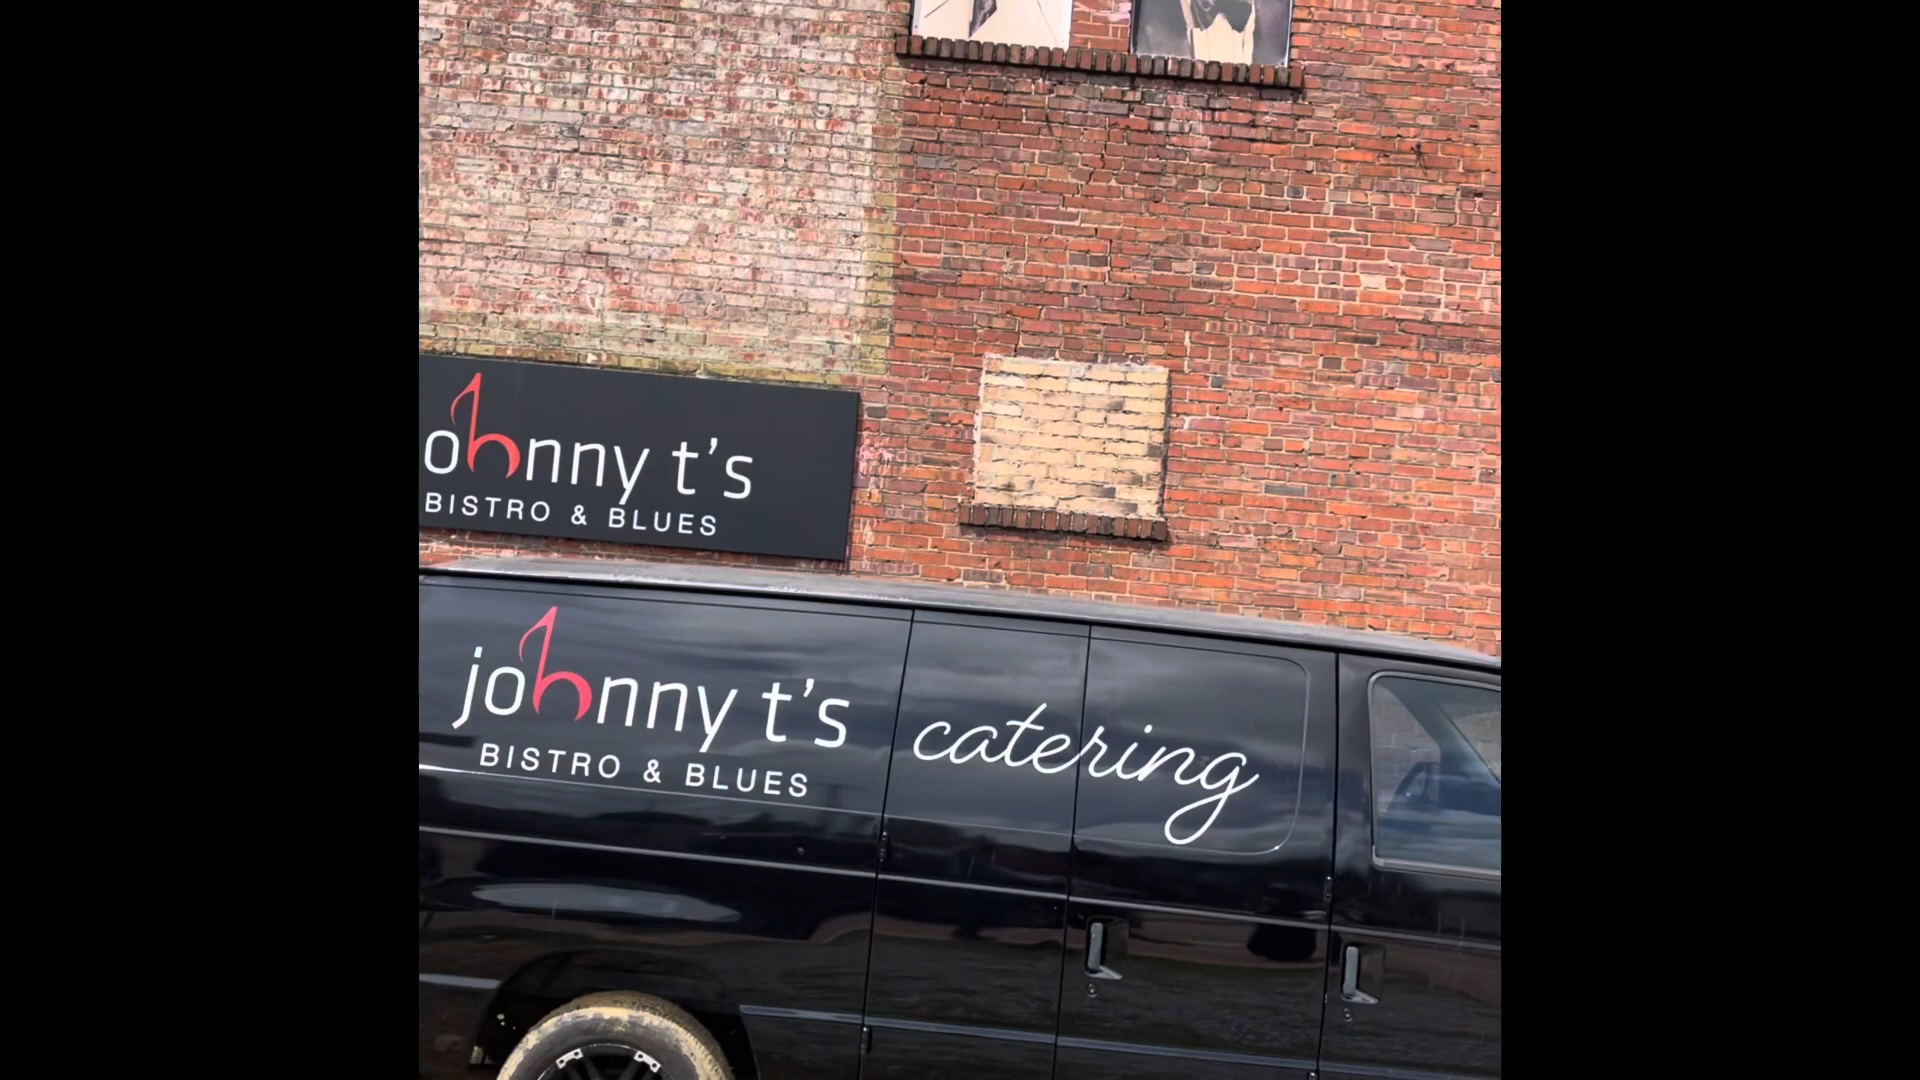 ohnny t's
BISTRO & BLUES
johnny t's
BISTRO & BLUES
catering